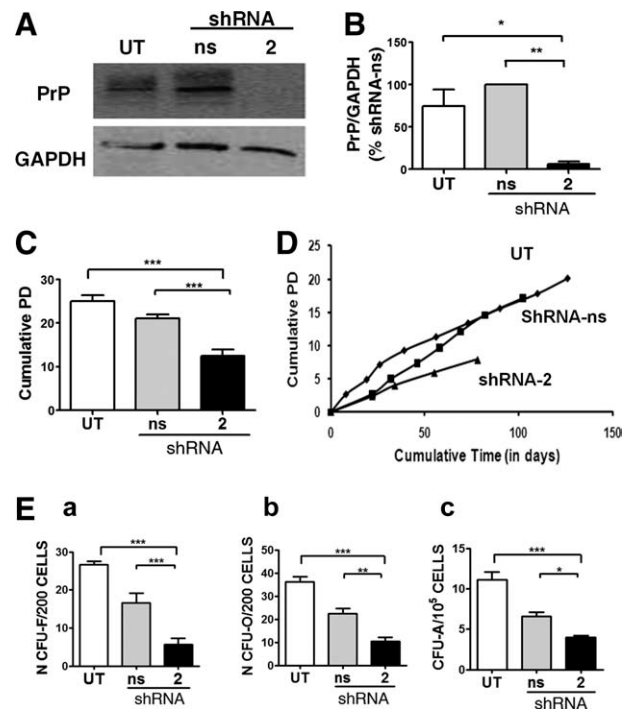 A
shRNA
UT ns 2
PrP
GAPDH
B
* 
**
PrP/GAPDH
(% shRNA-ns)
150
100
50
0
UT ns 2
shRNA
C
***
***
Cumulative PD
30
20
10
0
UT ns 2
shRNA
D
Cumulative PD
25
20
15
10
5
0
UT
ShRNA-ns
shRNA-2
0 50 100 150
Cumulative Time (in days)
E
a
***
***
N CFU-F/200 CELLS
30
20
10
0
UT ns 2
shRNA
b
***
**
N CFU-O/200 CELLS
50
40
30
20
10
0
UT ns 2
shRNA
c
***
*
CFU-A/10⁵ CELLS
15
10
5
0
UT ns 2
shRNA